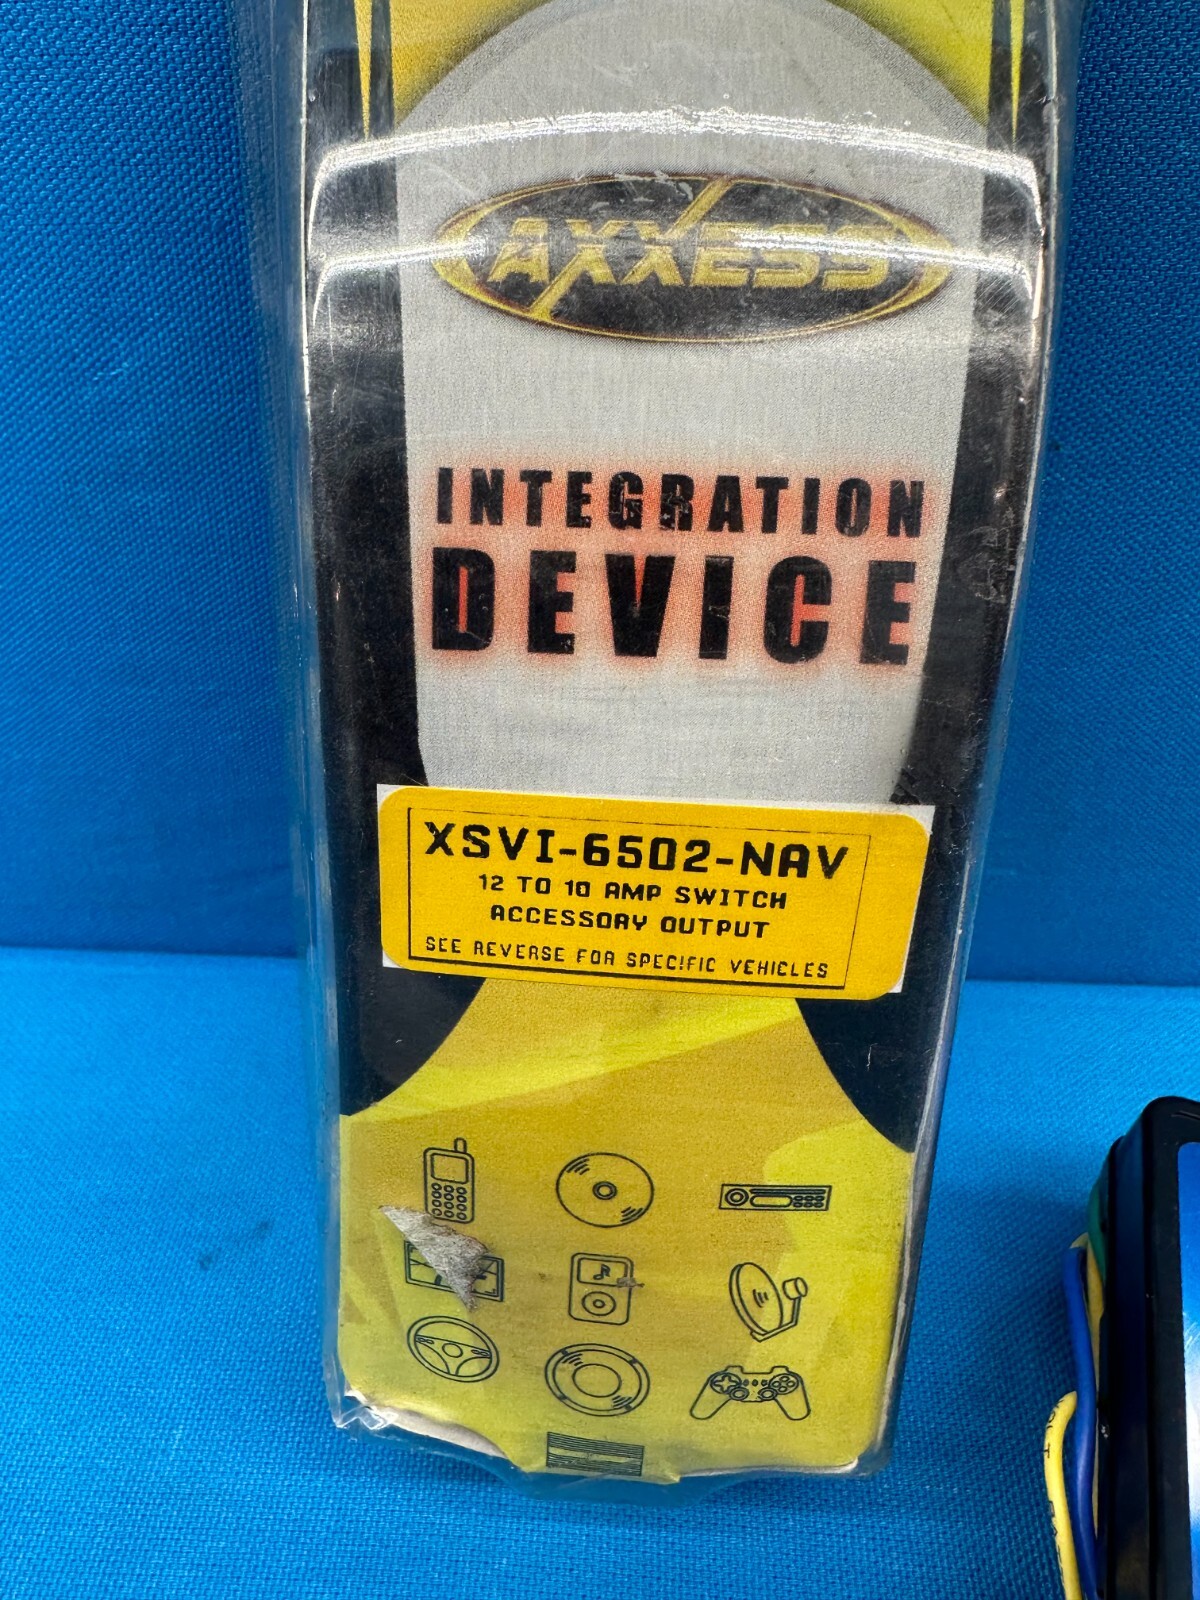 AXXESS
INTEGRATION
DEVICE
XSVI-6502-NAV
12 TO 10 AMP SWITCH
ACCESSORY OUTPUT
SEE REVERSE FOR SPECIFIC VEHICLES